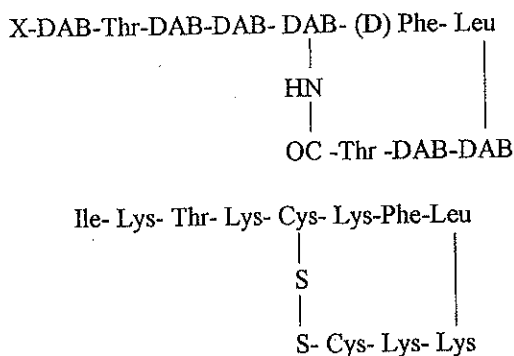 X-DAB-Thr-DAB-DAB- DAB- (D) Phe- Leu
HN
OC -Thr -DAB-DAB
Ile- Lys- Thr- Lys- Cys- Lys-Phe-Leu
S
S- Cys- Lys- Lys